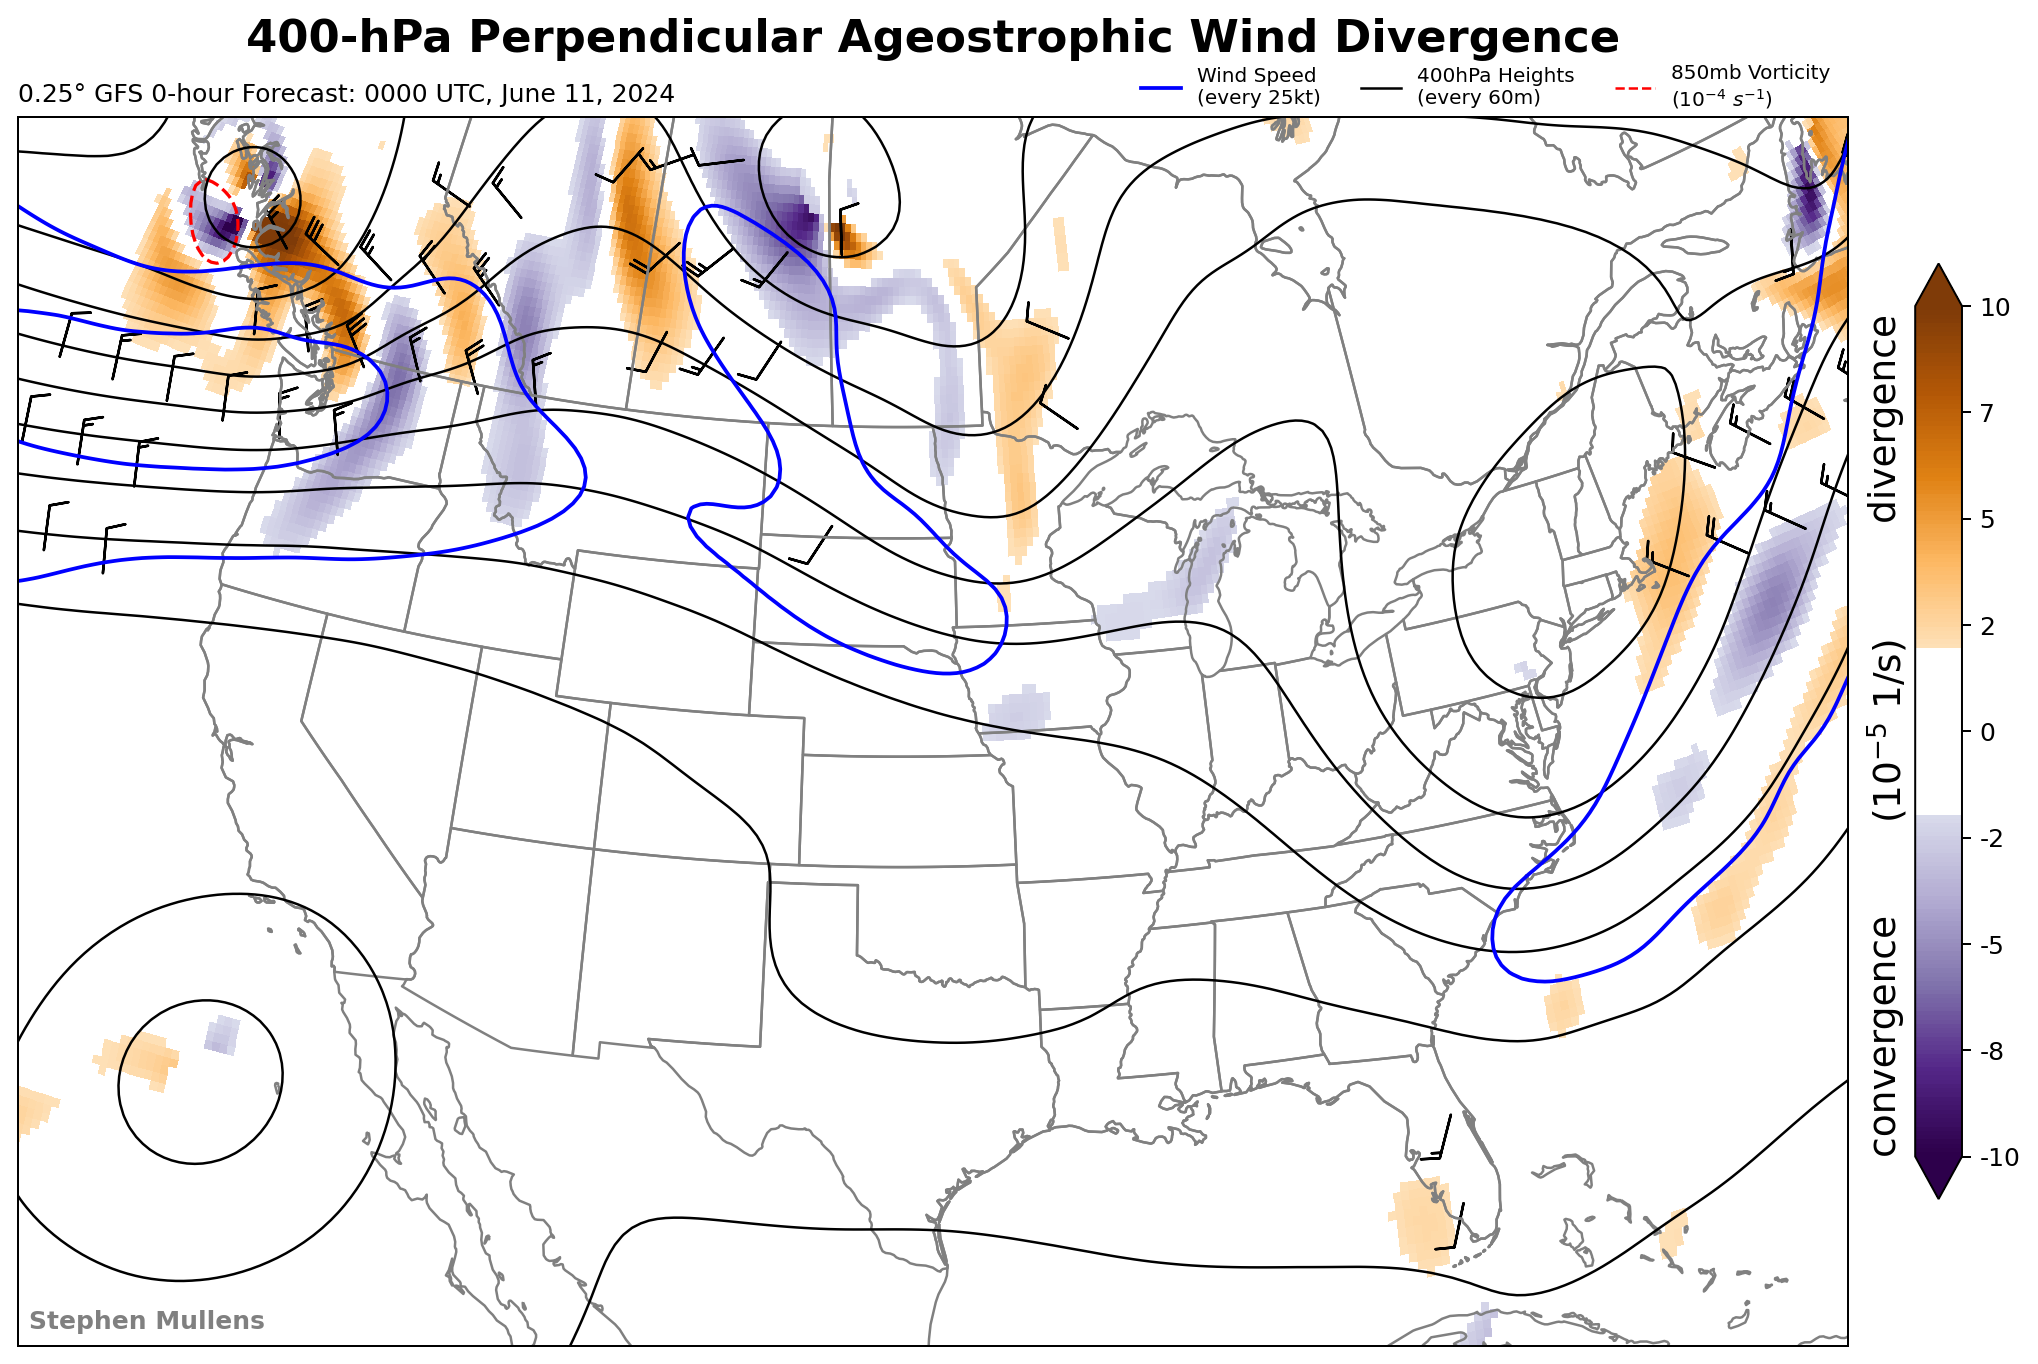 400-hPa Perpendicular Ageostrophic Wind Divergence
0.25° GFS 0-hour Forecast: 0000 UTC, June 11, 2024
Wind Speed
(every 25kt)
400hPa Heights
(every 60m)
850mb Vorticity
(10⁻⁴ s⁻¹)
10
7
5
2
0
-2
-5
-8
-10
convergence (10⁻⁵ 1/s) divergence
Stephen Mullens